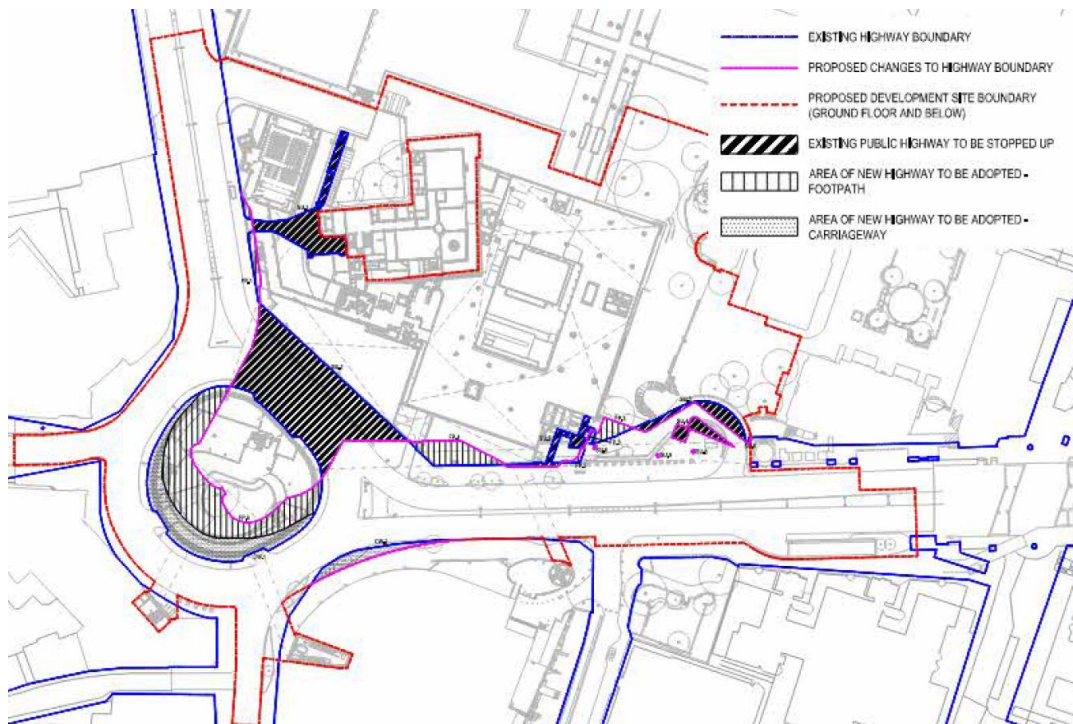 EXISTING HIGHWAY BOUNDARY
PROPOSED CHANGES TO HIGHWAY BOUNDARY
PROPOSED DEVELOPMENT SITE BOUNDARY
(GROUND FLOOR AND BELOW)
EXISTING PUBLIC HIGHWAY TO BE STOPPED UP
AREA OF NEW HIGHWAY TO BE ADOPTED -
FOOTPATH
AREA OF NEW HIGHWAY TO BE ADOPTED -
CARRIAGEWAY